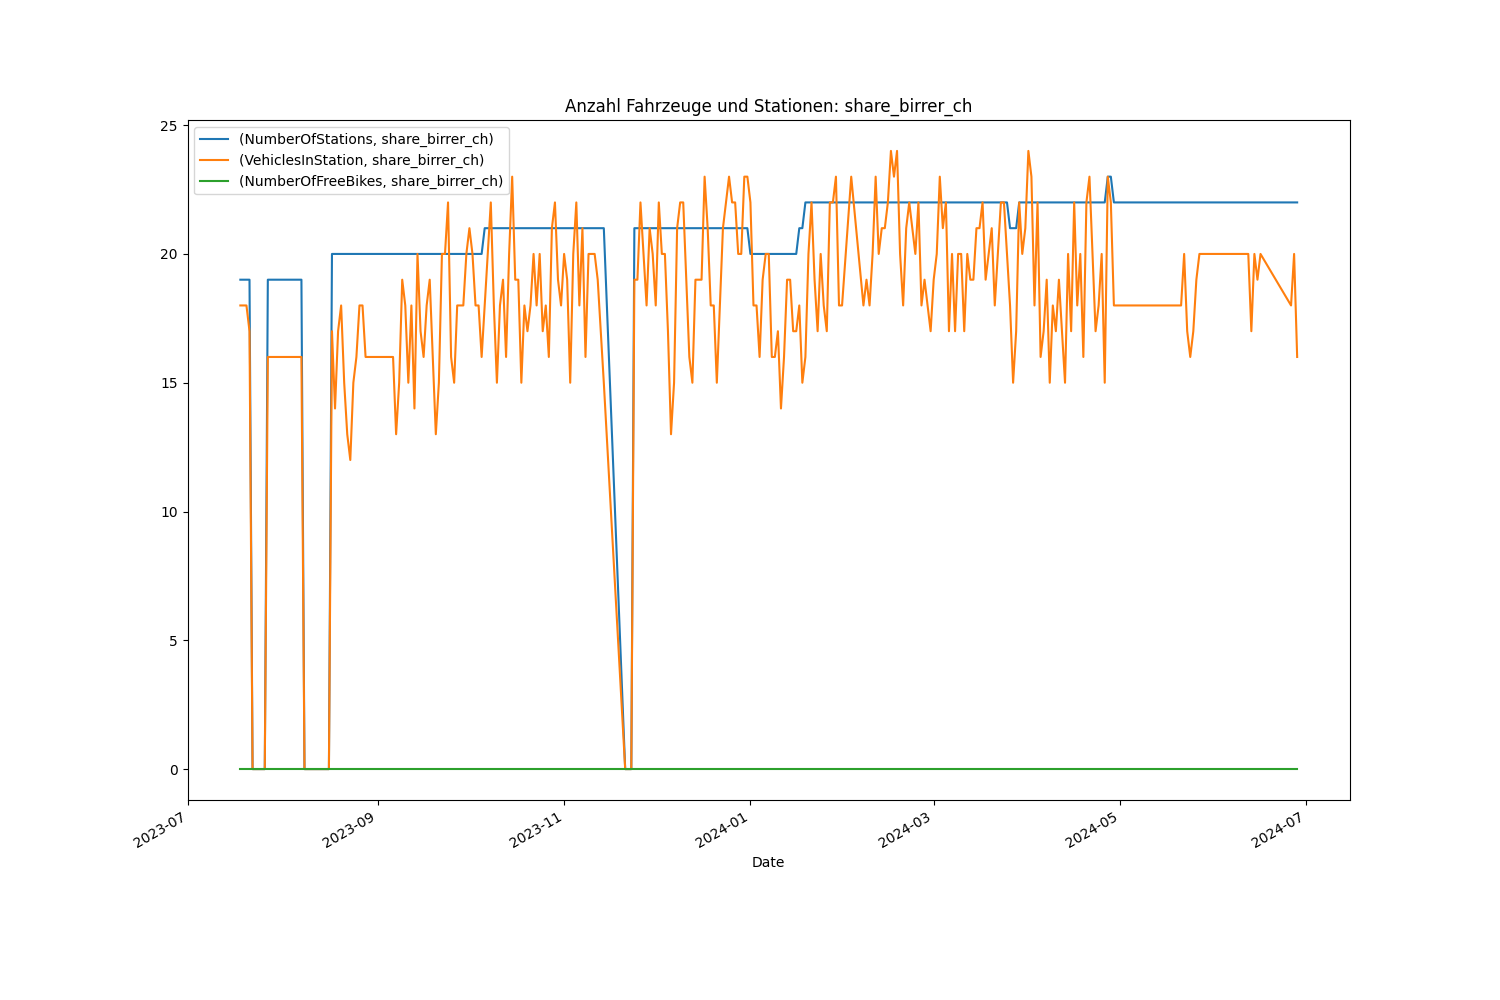 Anzahl Fahrzeuge und Stationen: share_birrer_ch
(NumberOfStations, share_birrer_ch)
(VehiclesInStation, share_birrer_ch)
(NumberOfFreeBikes, share_birrer_ch)
25
20
15
10
5
0
2023-07
2023-09
2023-11
2024-01
2024-03
2024-05
2024-07
Date